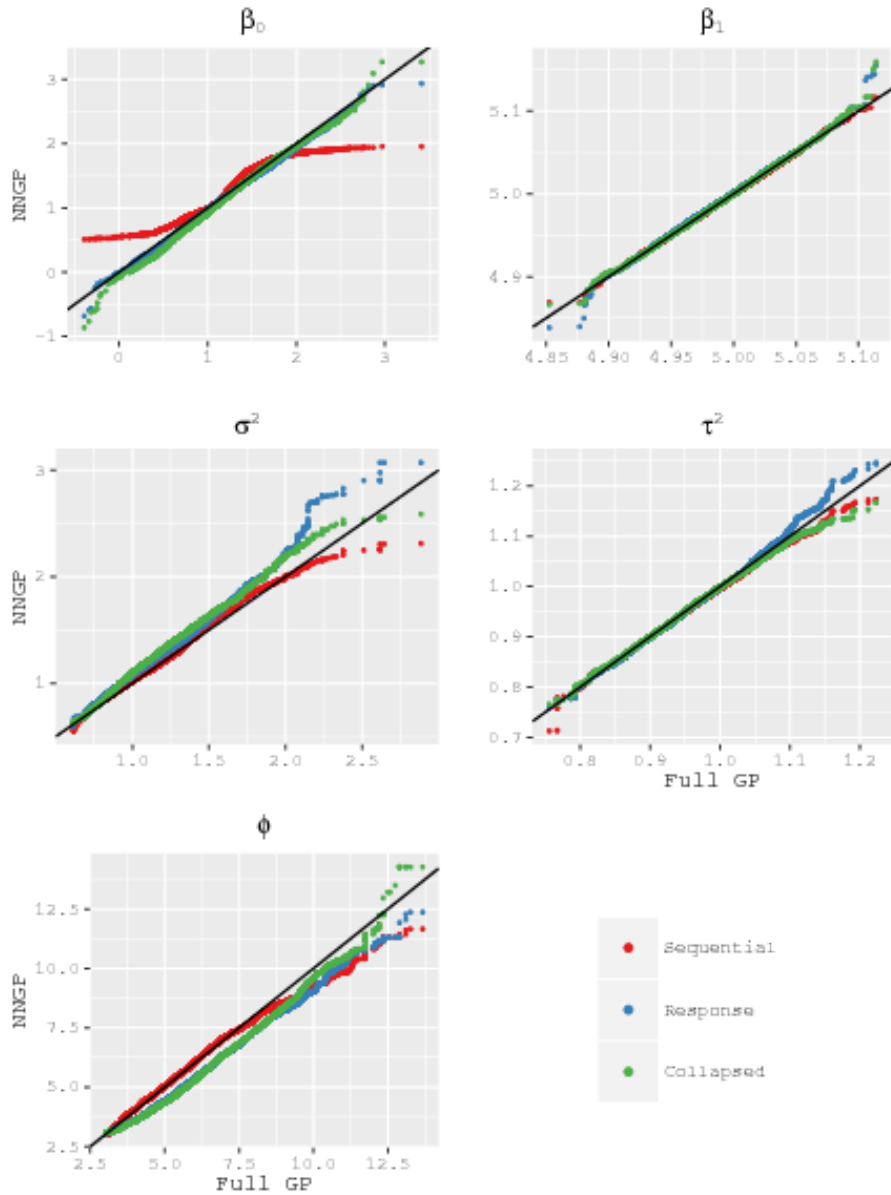 β0 β1
3
2
1
0
-1
NNGP
0 1 2 3
5.1
5.0
4.9
4.85 4.90 4.95 5.00 5.05 5.10
σ² τ²
3
2
1
NNGP
1.0 1.5 2.0 2.5
1.2
1.1
1.0
0.9
0.8
0.7
0.8 0.9 1.0 1.1 1.2
Full GP
ϕ
12.5
10.0
7.5
5.0
2.5
NNGP
2.5 5.0 7.5 10.0 12.5
Full GP
Sequential
Response
Collapsed